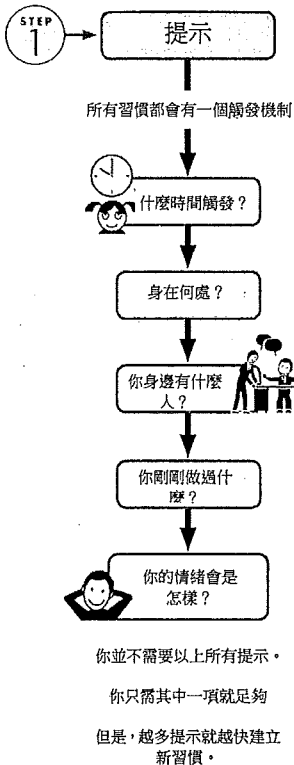 STEP
1
提示
所有習慣都會有一個觸發機制
什麼時間觸發？
身在何處？
你身邊有什麼
人？
你剛剛做過什
麼？
你的情緒會是
怎樣？
你並不需要以上所有提示。
你只需其中一項就足夠
但是，越多提示就越快建立
新習慣。